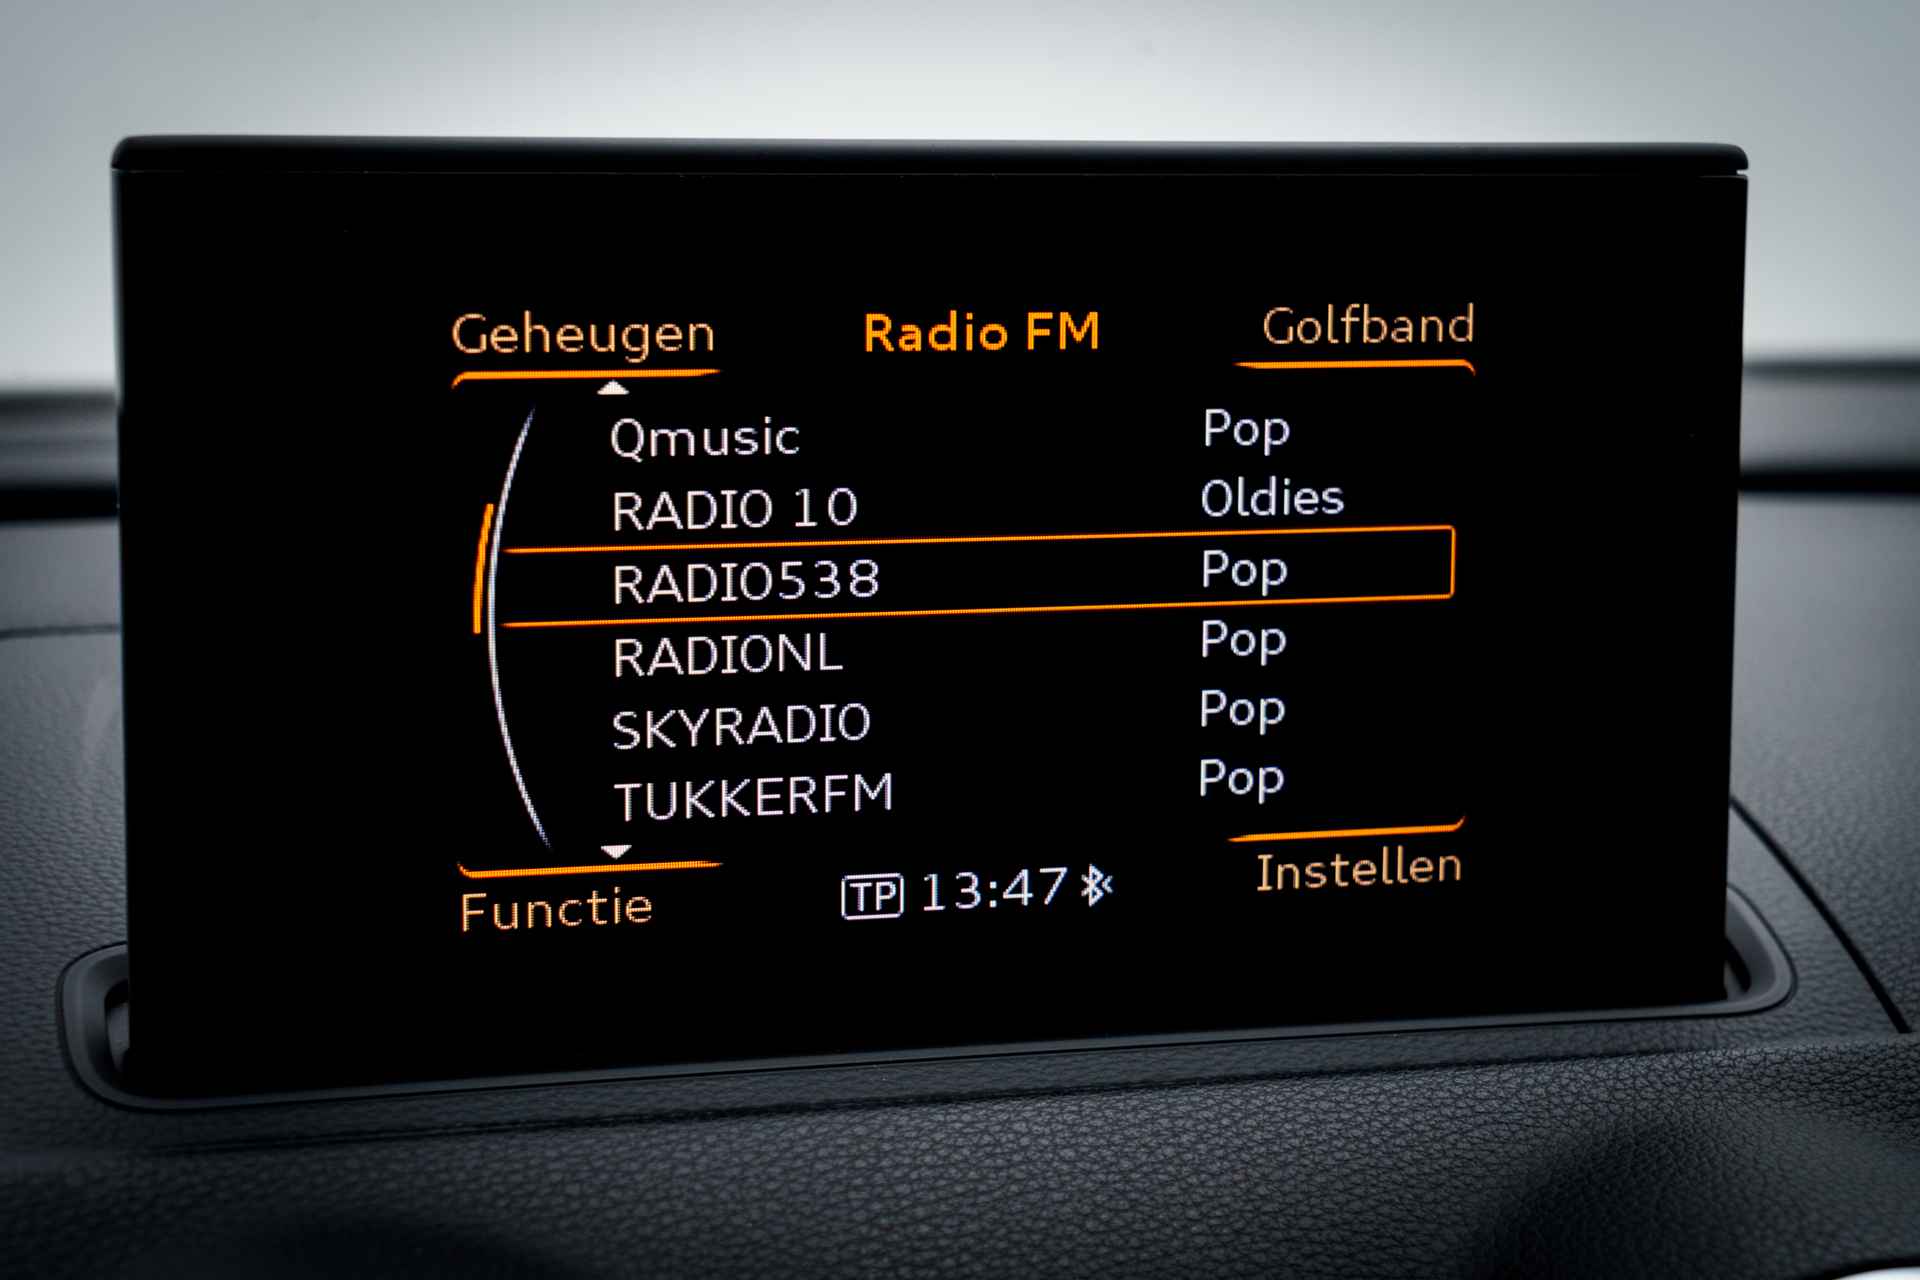 Geheugen Radio FM Golfband
Qmusic Pop
RADIO 10 Oldies
RADIO538 Pop
RADIONL Pop
SKYRADIO Pop
TUKKERFM Pop
Functie TP 13:47 Instellen